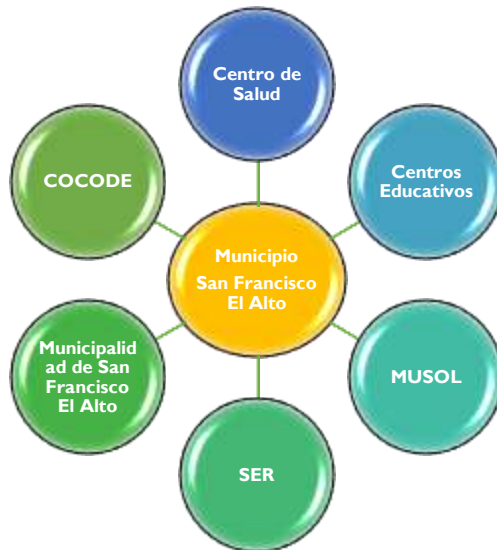 Centro de
Salud
Centros
Educativos
COCODE
Municipio
San Francisco
El Alto
Municipalid
ad de San
Francisco
El Alto
MUSOL
SER